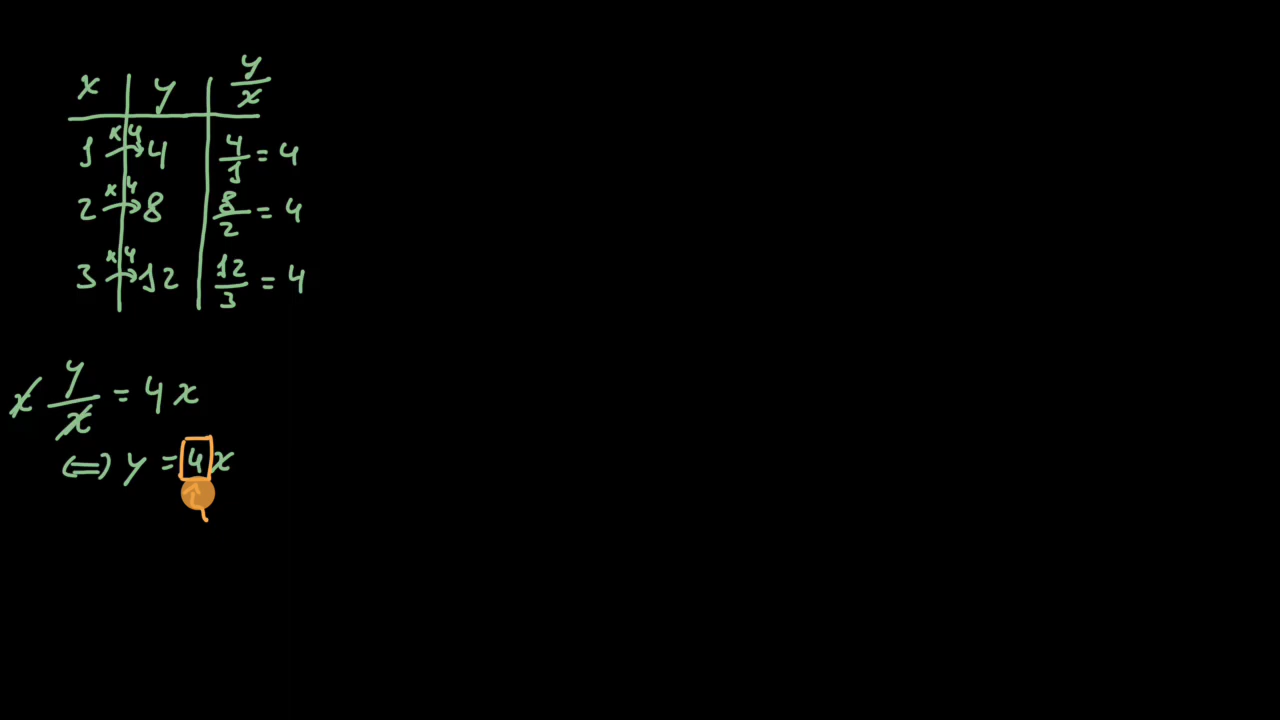 x | y | y/x
1 ×4→ 4 | 4/1 = 4
2 ×4→ 8 | 8/2 = 4
3 ×4→ 12 | 12/3 = 4
x y/x = 4x
⟺ y = 4x